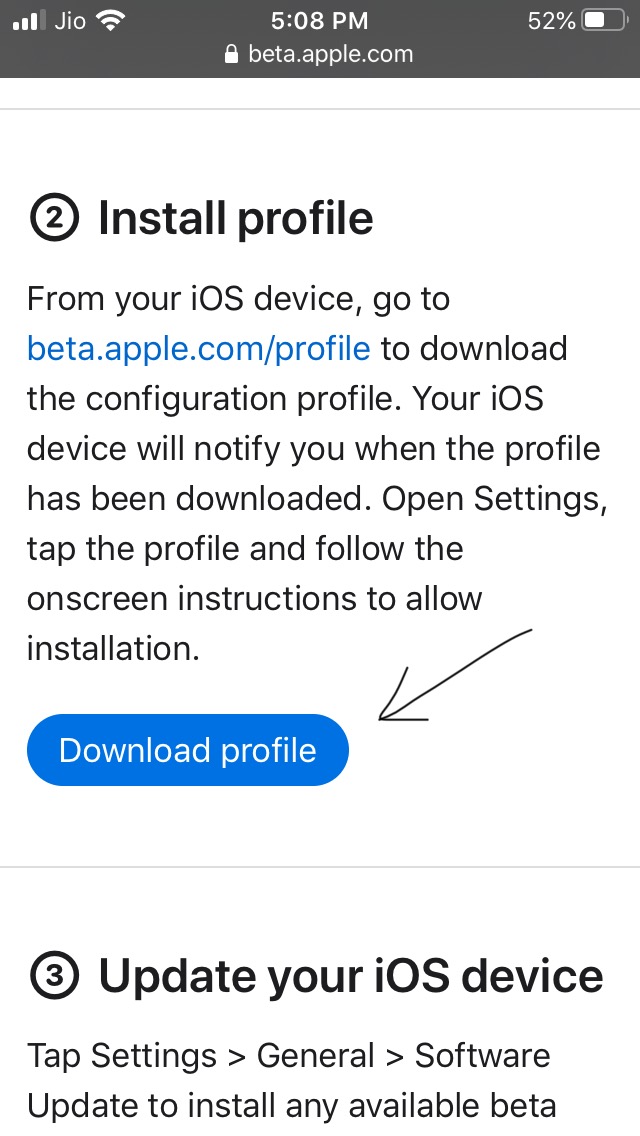 Jio 5:08 PM 52%
beta.apple.com
2 Install profile
From your iOS device, go to
beta.apple.com/profile to download
the configuration profile. Your iOS
device will notify you when the profile
has been downloaded. Open Settings,
tap the profile and follow the
onscreen instructions to allow
installation.
Download profile
3 Update your iOS device
Tap Settings > General > Software
Update to install any available beta